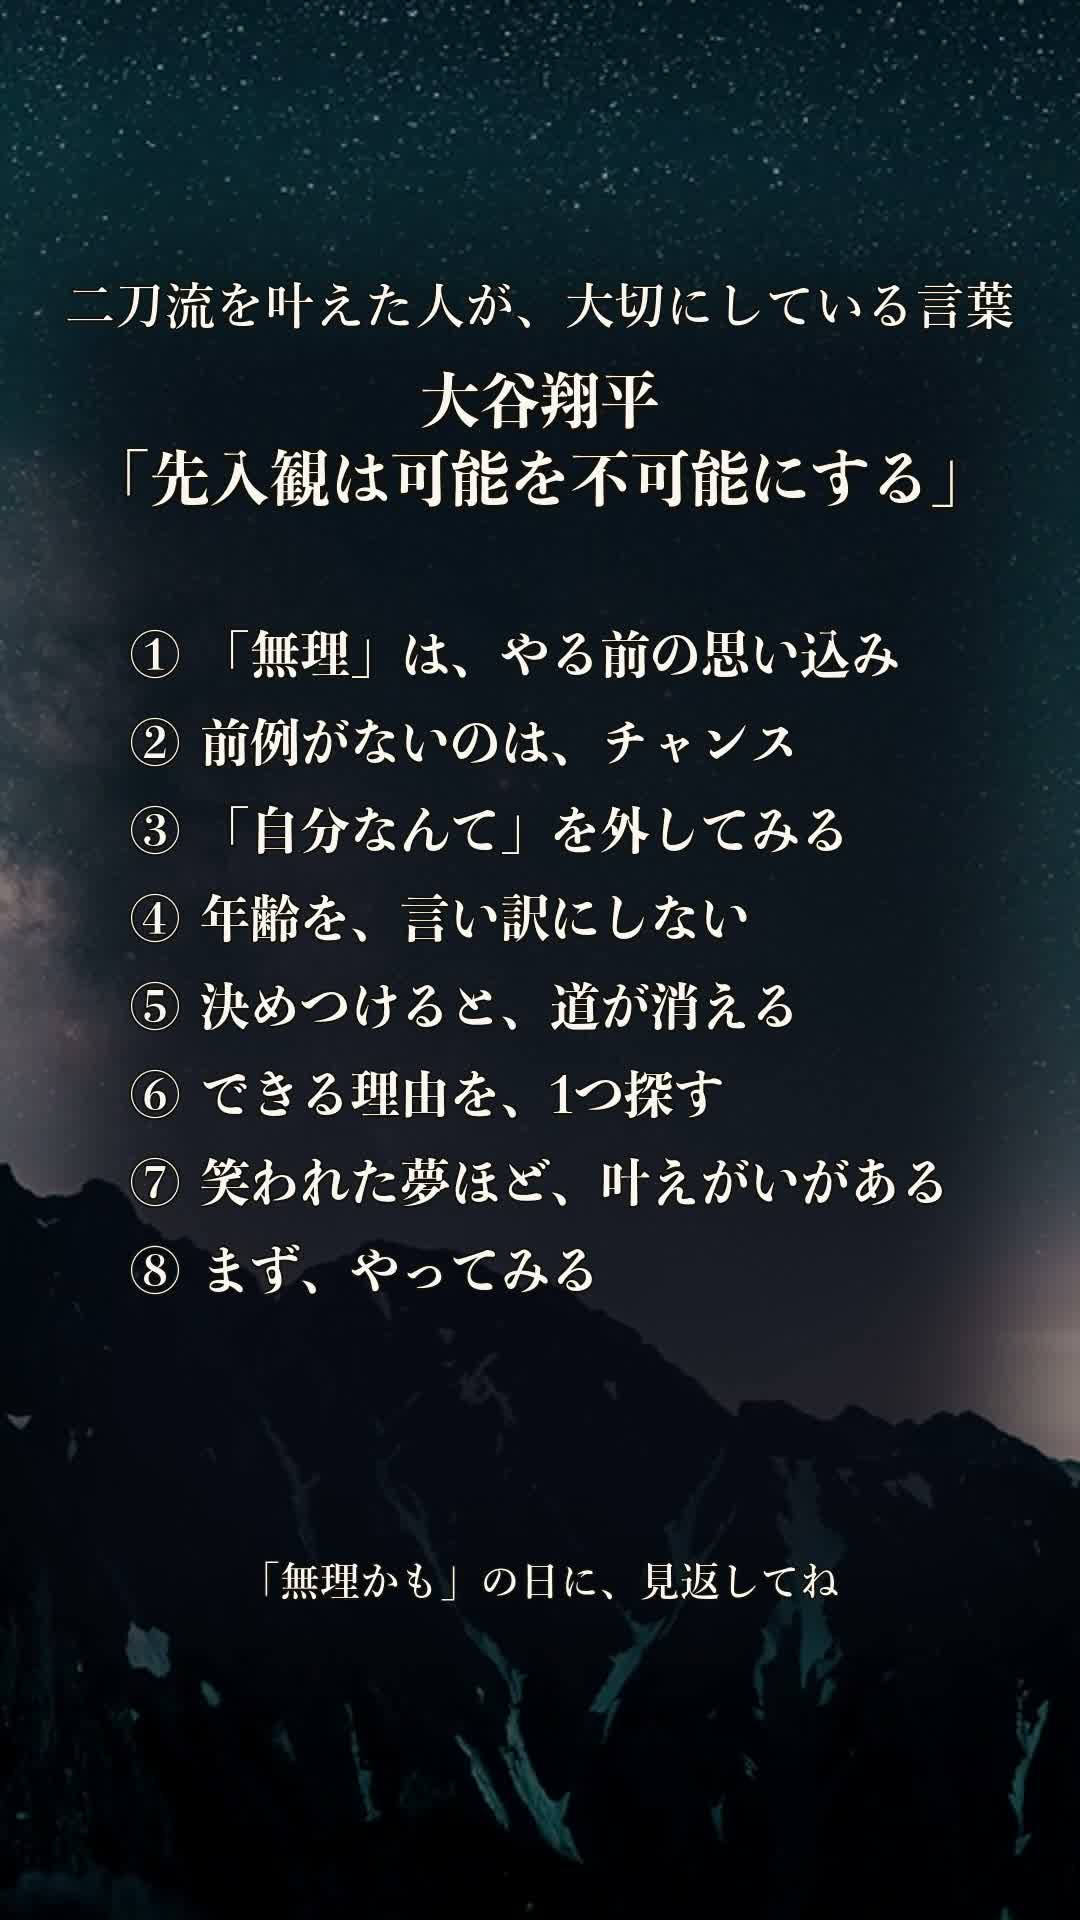 二刀流を叶えた人が、大切にしている言葉
大谷翔平
「先入観は可能を不可能にする」
① 「無理」は、やる前の思い込み
② 前例がないのは、チャンス
③ 「自分なんて」を外してみる
④ 年齢を、言い訳にしない
⑤ 決めつけると、道が消える
⑥ できる理由を、1つ探す
⑦ 笑われた夢ほど、叶えがいがある
⑧ まず、やってみる
「無理かも」の日に、見返してね